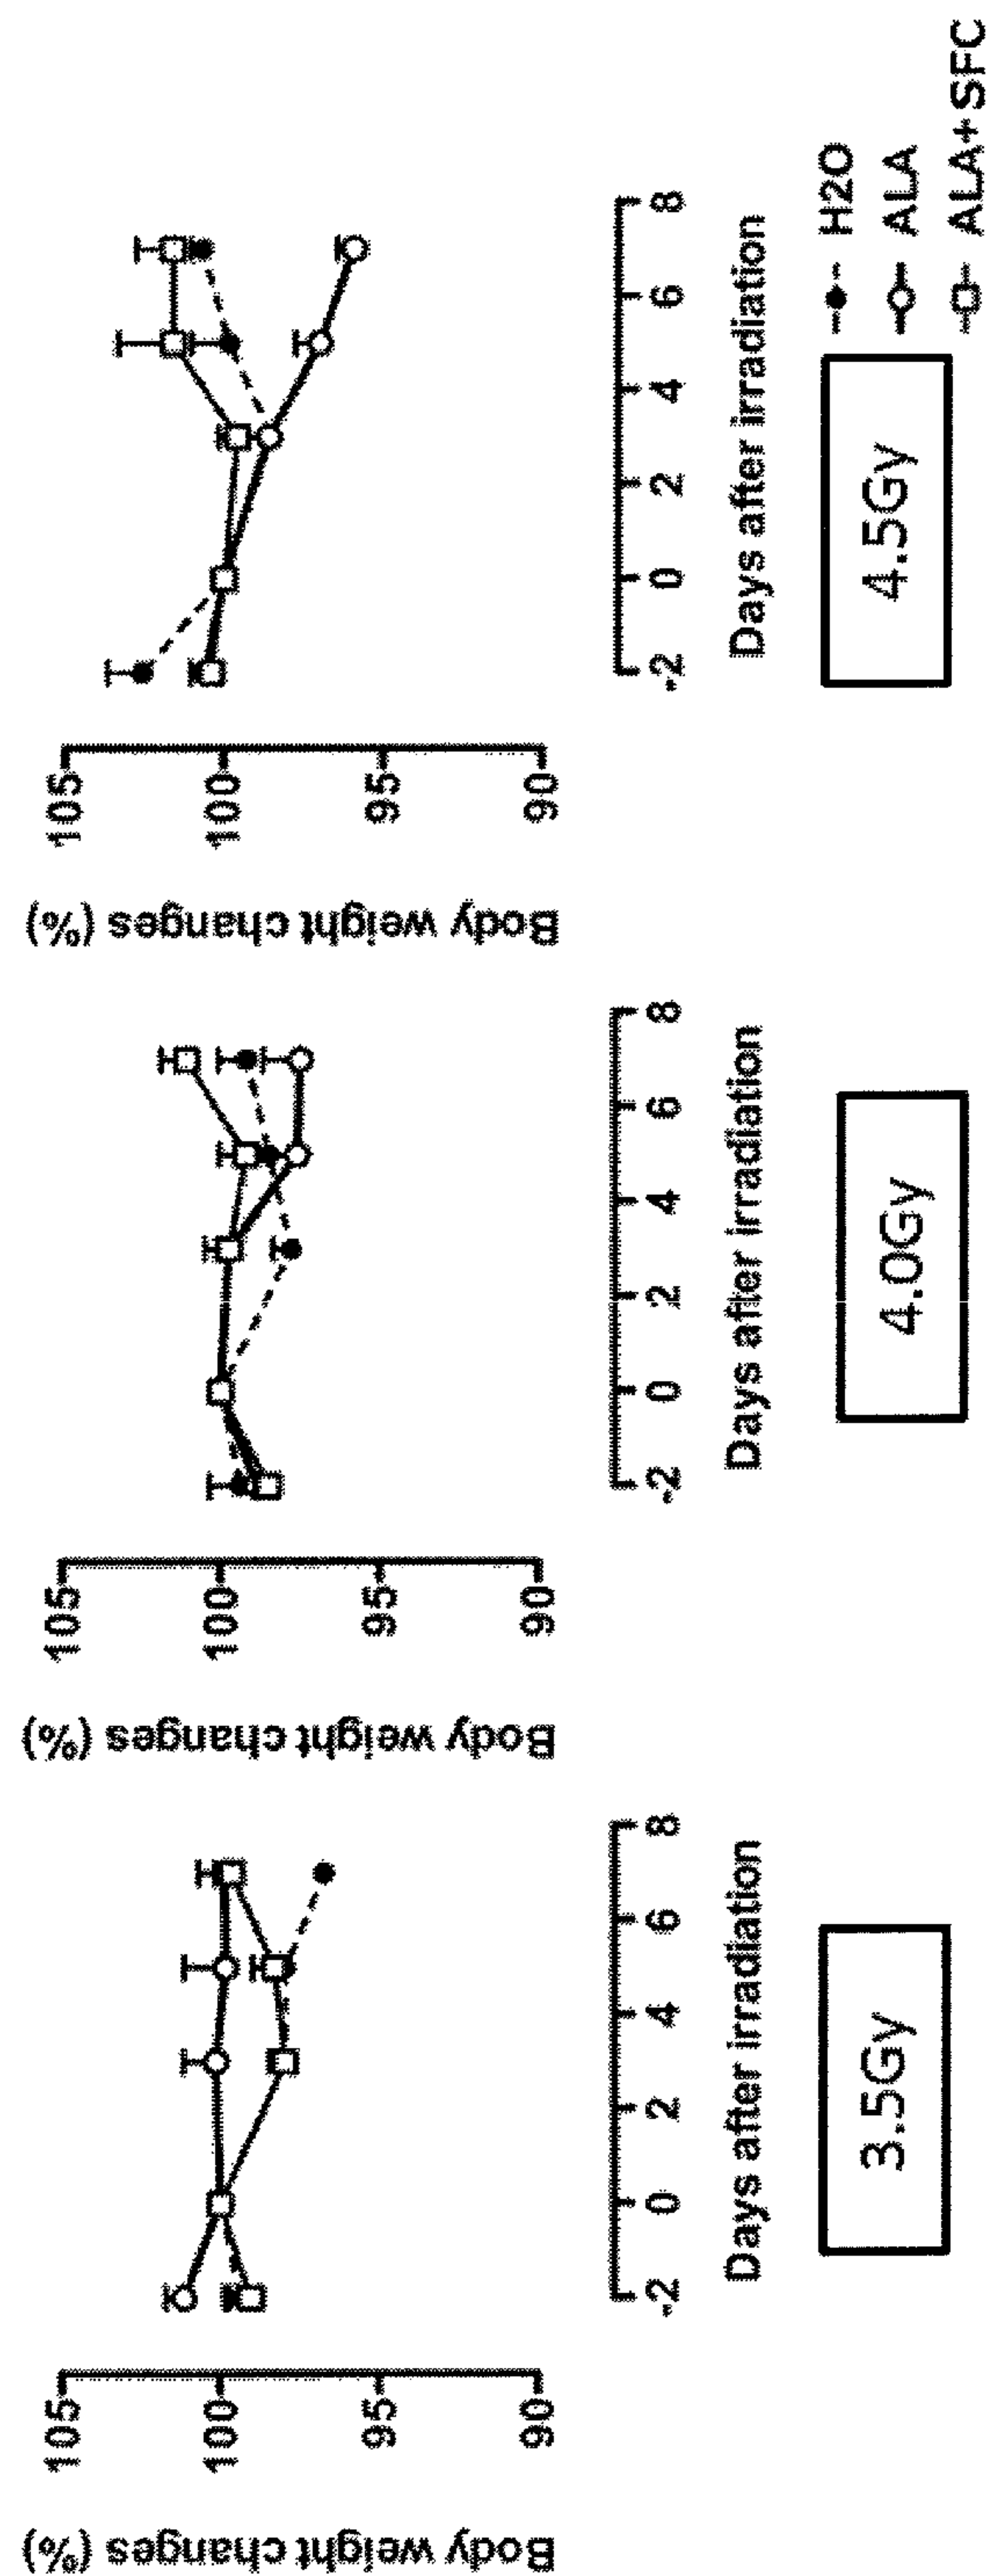 Body weight changes (%)
105
100
95
90
-2 0 2 4 6 8
Days after irradiation
3.5Gy
Body weight changes (%)
105
100
95
90
-2 0 2 4 6 8
Days after irradiation
4.0Gy
Body weight changes (%)
105
100
95
90
-2 0 2 4 6 8
Days after irradiation
4.5Gy
H2O
ALA
ALA+SFC